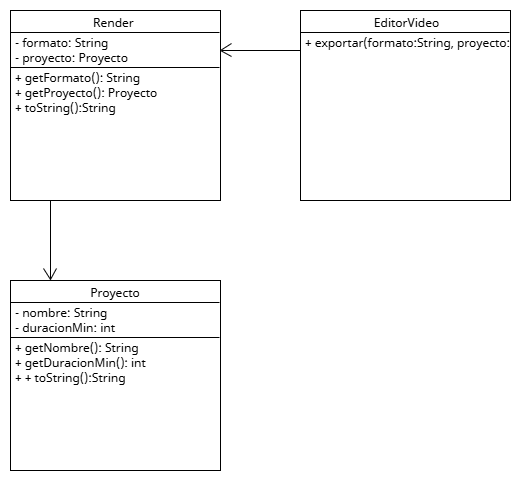 Render
- formato: String
- proyecto: Proyecto
+ getFormato(): String
+ getProyecto(): Proyecto
+ toString():String
EditorVideo
+ exportar(formato:String, proyecto:
Proyecto
- nombre: String
- duracionMin: int
+ getNombre(): String
+ getDuracionMin(): int
+ + toString():String